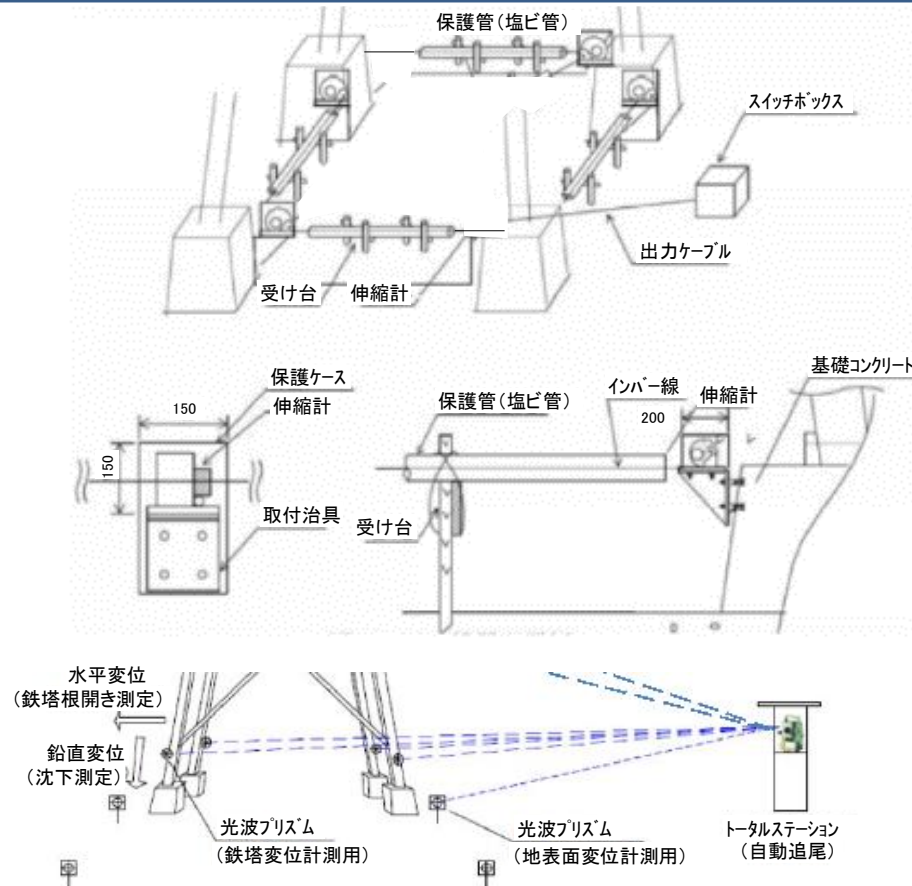 保護管（塩ビ管）
スイッチボックス
出力ケーブル
受け台
伸縮計
保護ケース
伸縮計
150
150
取付治具
保護管（塩ビ管）
インバー線
200
伸縮計
基礎コンクリート
受け台
水平変位
（鉄塔根開き測定）
鉛直変位
（沈下測定）
光波プリズム
（鉄塔変位計測用）
光波プリズム
（地表面変位計測用）
トータルステーション
（自動追尾）